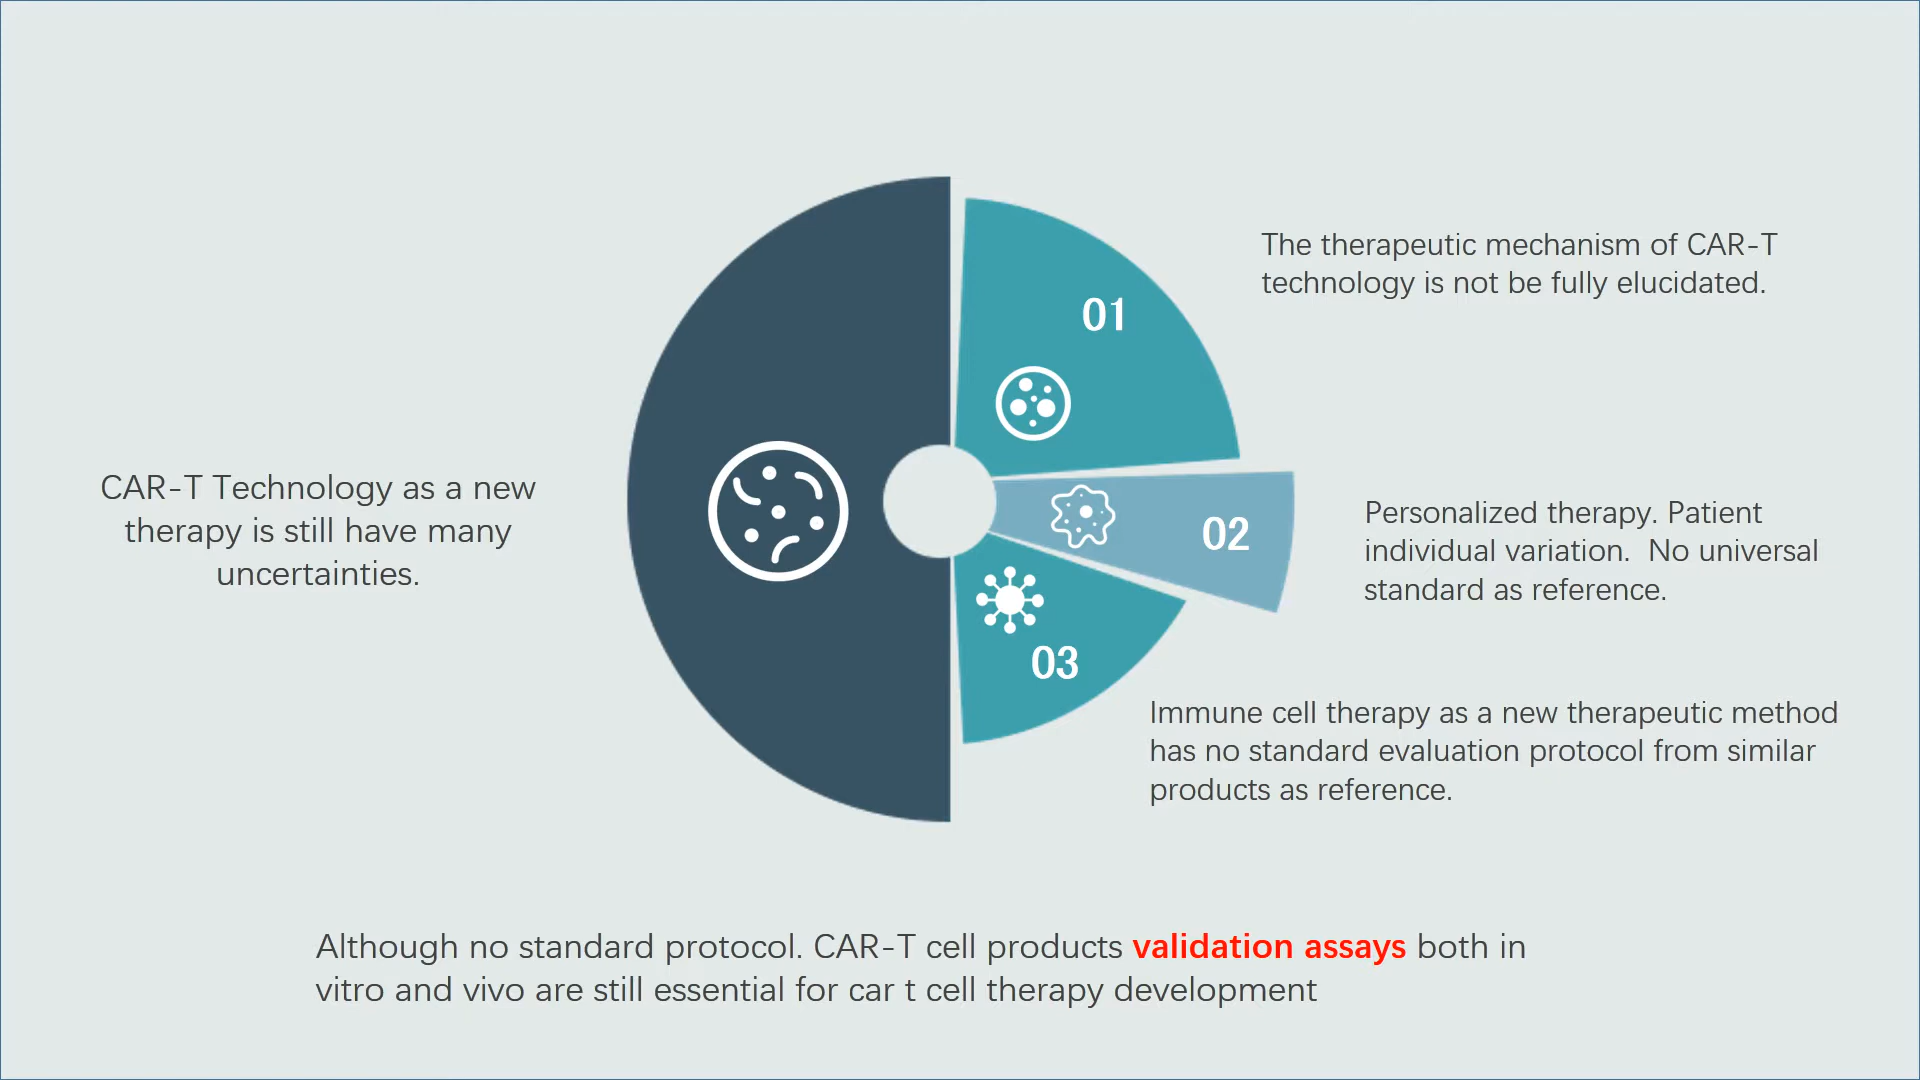 CAR-T Technology as a new
therapy is still have many
uncertainties.
01
The therapeutic mechanism of CAR-T
technology is not be fully elucidated.
02
Personalized therapy. Patient
individual variation.  No universal
standard as reference.
03
Immune cell therapy as a new therapeutic method
has no standard evaluation protocol from similar
products as reference.
Although no standard protocol. CAR-T cell products validation assays both in
vitro and vivo are still essential for car t cell therapy development